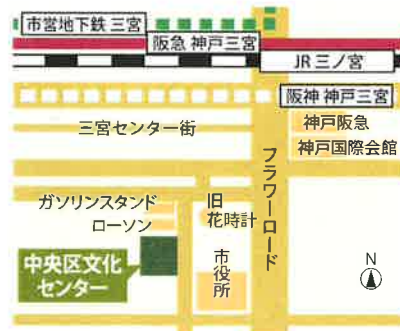 市営地下鉄 三宮
阪急 神戸三宮
JR 三ノ宮
阪神 神戸三宮
三宮センター街
神戸阪急
神戸国際会館
フラワーロード
ガソリンスタンド
ローソン
旧
花時計
中央区文化
センター
市役所
N